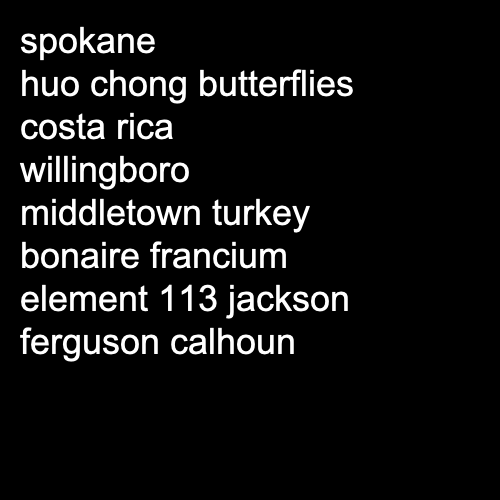 spokane
huo chong butterflies
costa rica
willingboro
middletown turkey
bonaire francium
element 113 jackson
ferguson calhoun